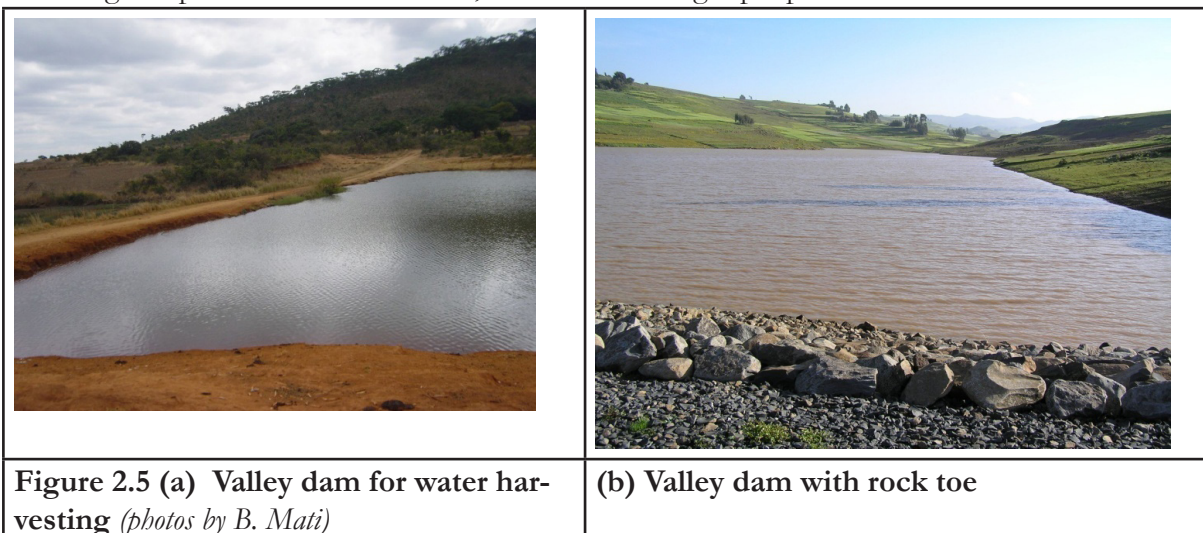 Figure 2.5 (a) Valley dam for water har-
vesting (photos by B. Mati)
(b) Valley dam with rock toe